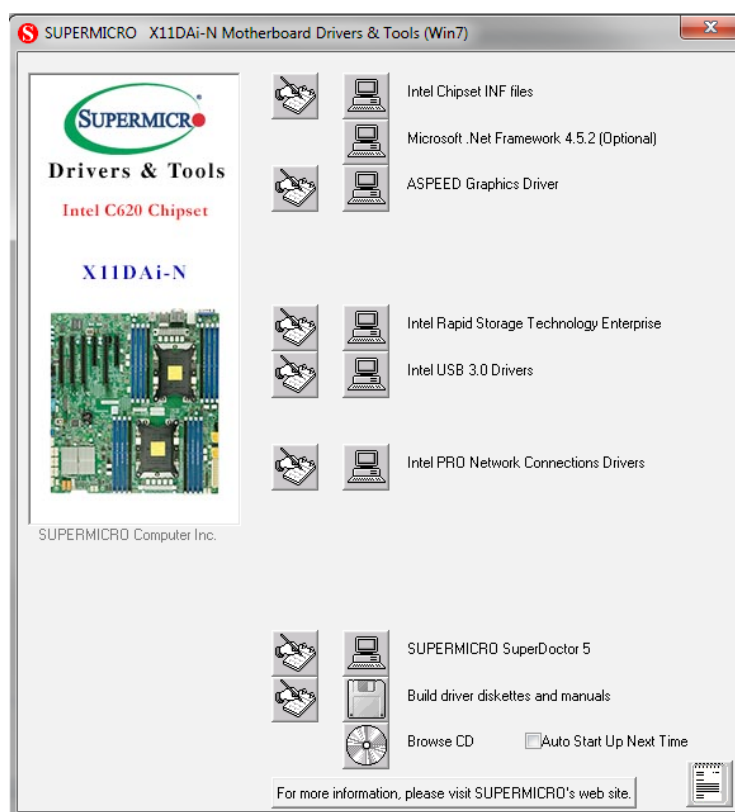 SUPERMICRO X11DAi-N Motherboard Drivers & Tools (Win7)
SUPERMICRO
Drivers & Tools
Intel C620 Chipset
X11DAi-N
SUPERMICRO Computer Inc.
Intel Chipset INF files
Microsoft .Net Framework 4.5.2 (Optional)
ASPEED Graphics Driver
Intel Rapid Storage Technology Enterprise
Intel USB 3.0 Drivers
Intel PRO Network Connections Drivers
SUPERMICRO SuperDoctor 5
Build driver diskettes and manuals
Browse CD Auto Start Up Next Time
For more information, please visit SUPERMICRO's web site.